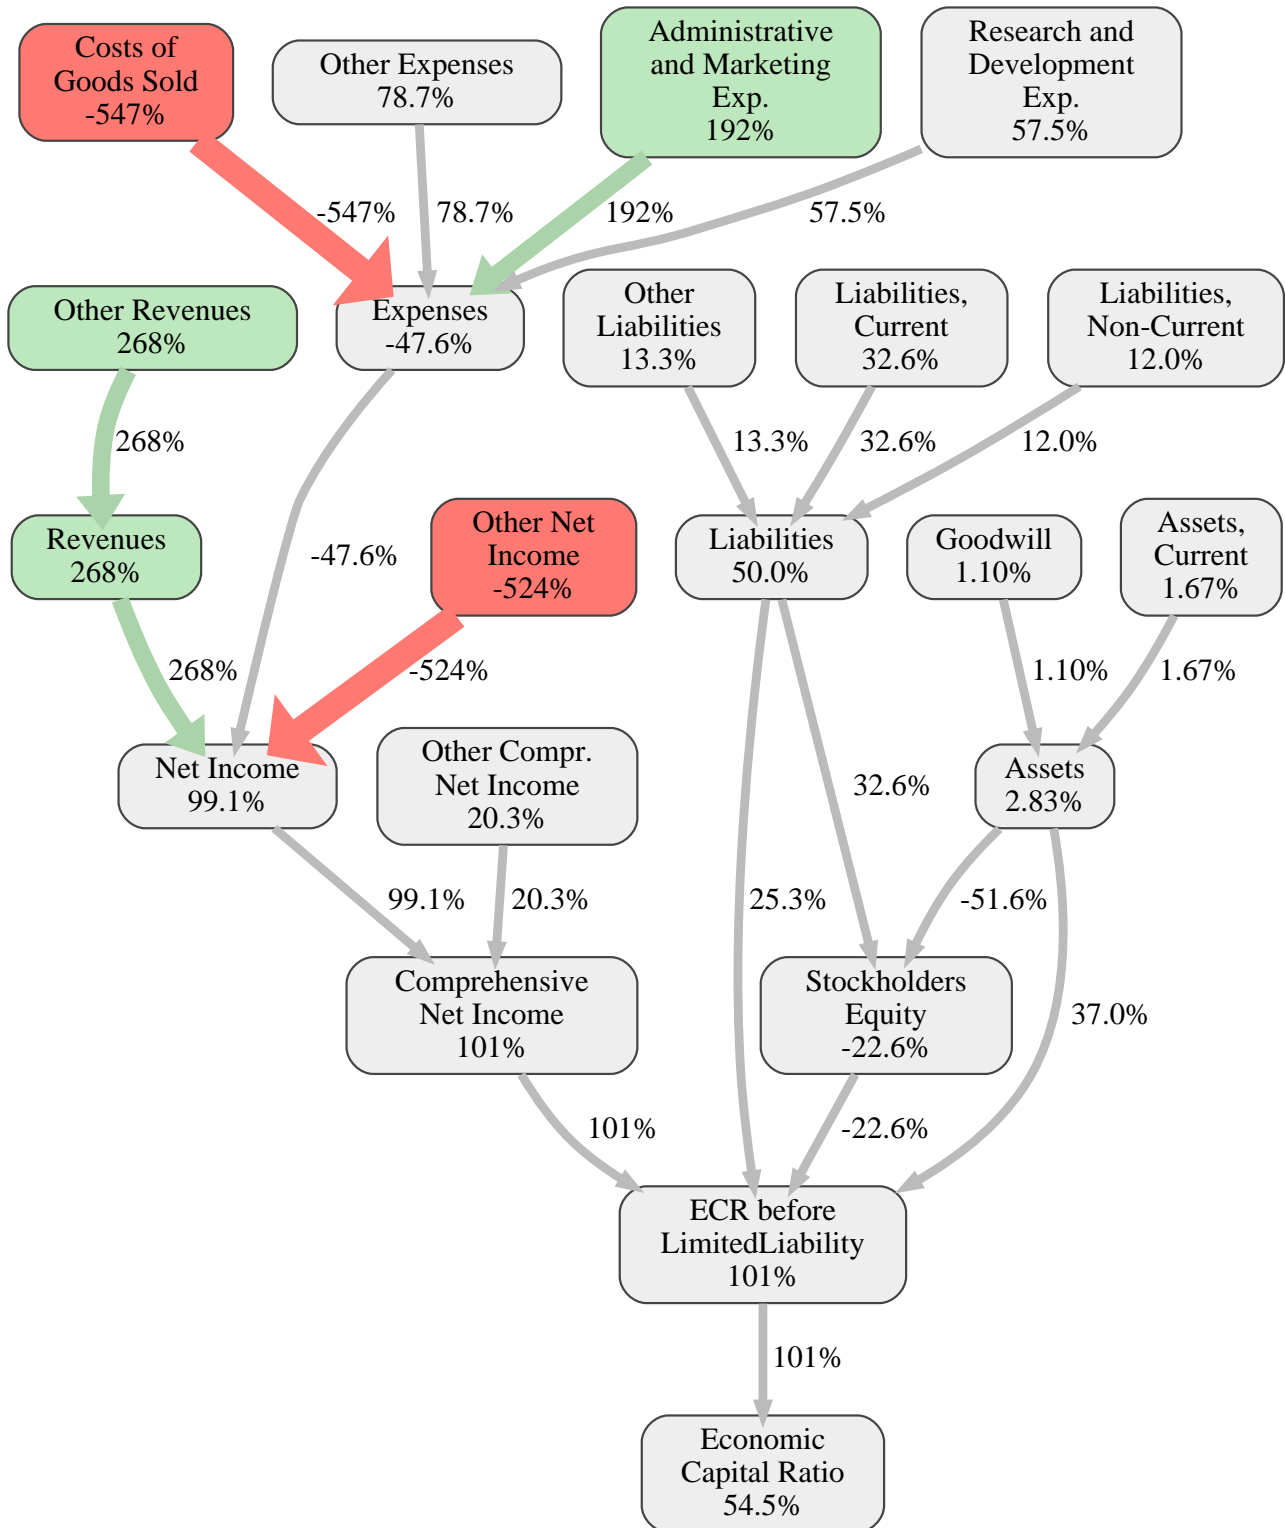 Costs of
Goods Sold
-547%
Other Expenses
78.7%
Administrative
and Marketing
Exp.
192%
Research and
Development
Exp.
57.5%
-547%
78.7%
192%
57.5%
Other Revenues
268%
Expenses
-47.6%
Other
Liabilities
13.3%
Liabilities,
Current
32.6%
Liabilities,
Non-Current
12.0%
268%
13.3%
32.6%
12.0%
Revenues
268%
-47.6%
Other Net
Income
-524%
Liabilities
50.0%
Goodwill
1.10%
Assets,
Current
1.67%
268%
-524%
1.10%
1.67%
Net Income
99.1%
Other Compr.
Net Income
20.3%
32.6%
Assets
2.83%
99.1%
20.3%
25.3%
-51.6%
Comprehensive
Net Income
101%
Stockholders
Equity
-22.6%
37.0%
101%
-22.6%
ECR before
LimitedLiability
101%
101%
Economic
Capital Ratio
54.5%